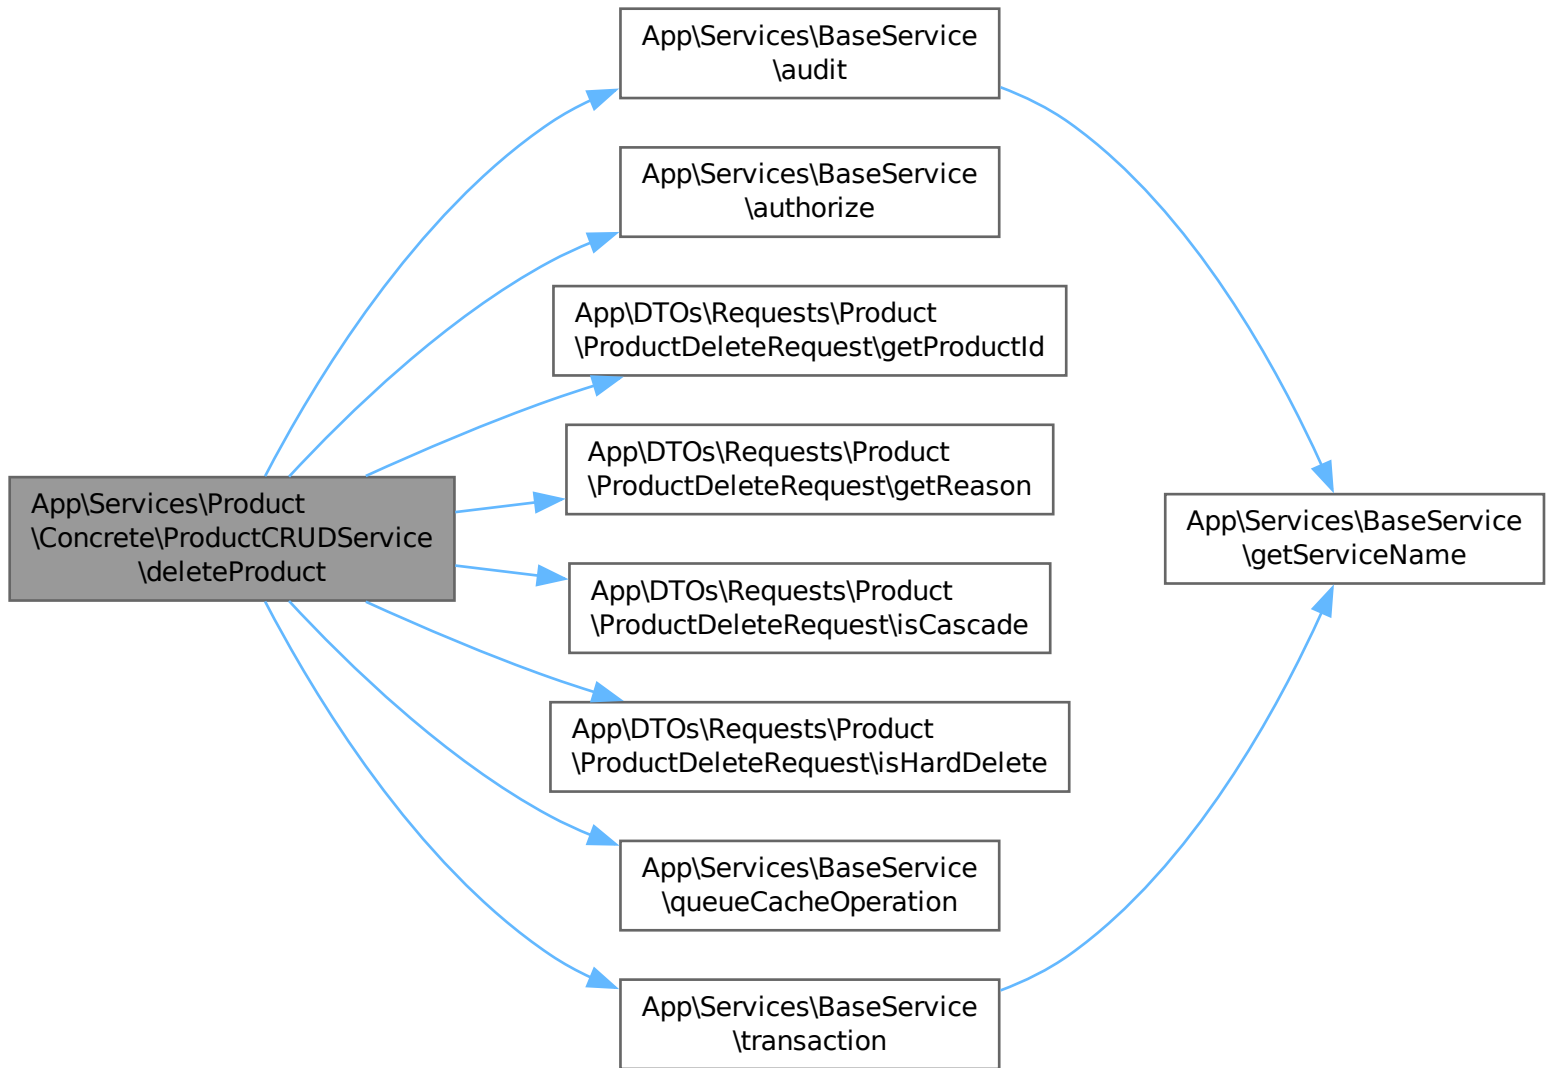 App\Services\BaseService
\audit
App\Services\BaseService
\authorize
App\DTOs\Requests\Product
\ProductDeleteRequest\getProductId
App\DTOs\Requests\Product
\ProductDeleteRequest\getReason
App\Services\Product
\Concrete\ProductCRUDService
\deleteProduct
App\Services\BaseService
\getServiceName
App\DTOs\Requests\Product
\ProductDeleteRequest\isCascade
App\DTOs\Requests\Product
\ProductDeleteRequest\isHardDelete
App\Services\BaseService
\queueCacheOperation
App\Services\BaseService
\transaction